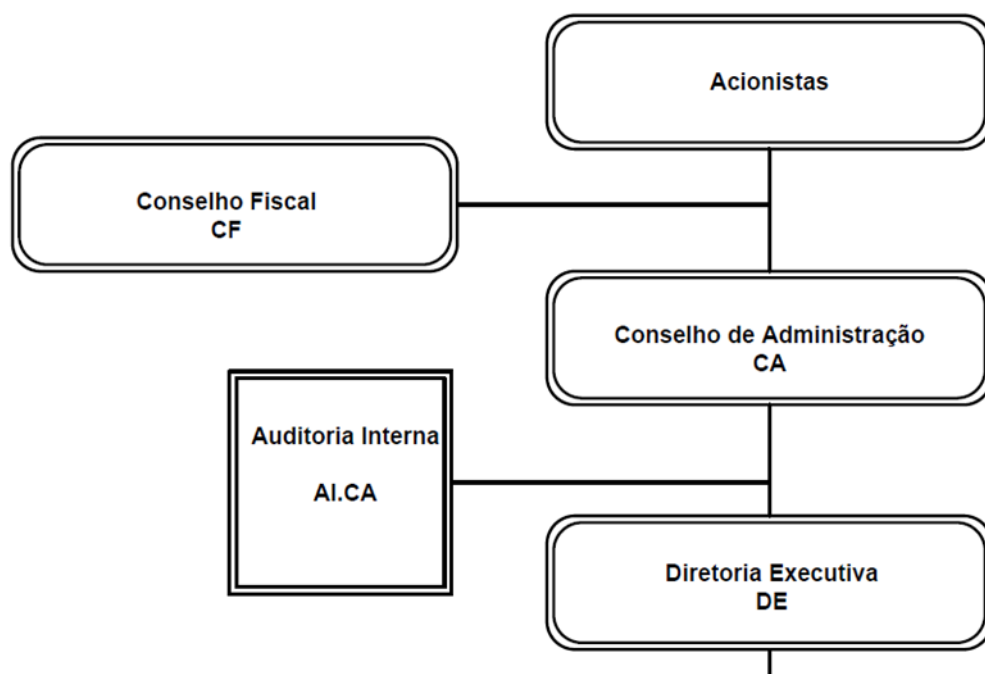 Acionistas
Conselho Fiscal
CF
Conselho de Administração
CA
Auditoria Interna
AI.CA
Diretoria Executiva
DE